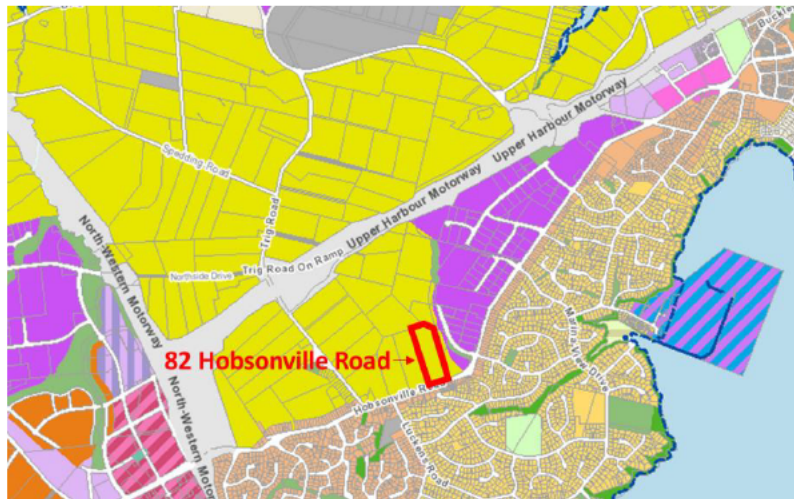 Buckley
Upper Harbour Motorway
Spedding Road
Trig Road
Upper Harbour Motorway
North-Western Motorway
Northside Drive
Trig Road On Ramp
Marina View Drive
82 Hobsonville Road
Hobsonville Road
North-Western Motor
Luckens Road